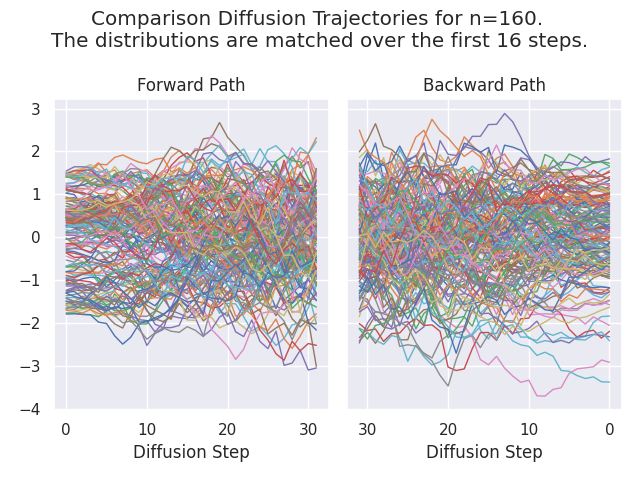 Comparison Diffusion Trajectories for n=160.
The distributions are matched over the first 16 steps.
Forward Path
Backward Path
3
2
1
0
−1
−2
−3
−4
0 10 20 30
30 20 10 0
Diffusion Step
Diffusion Step